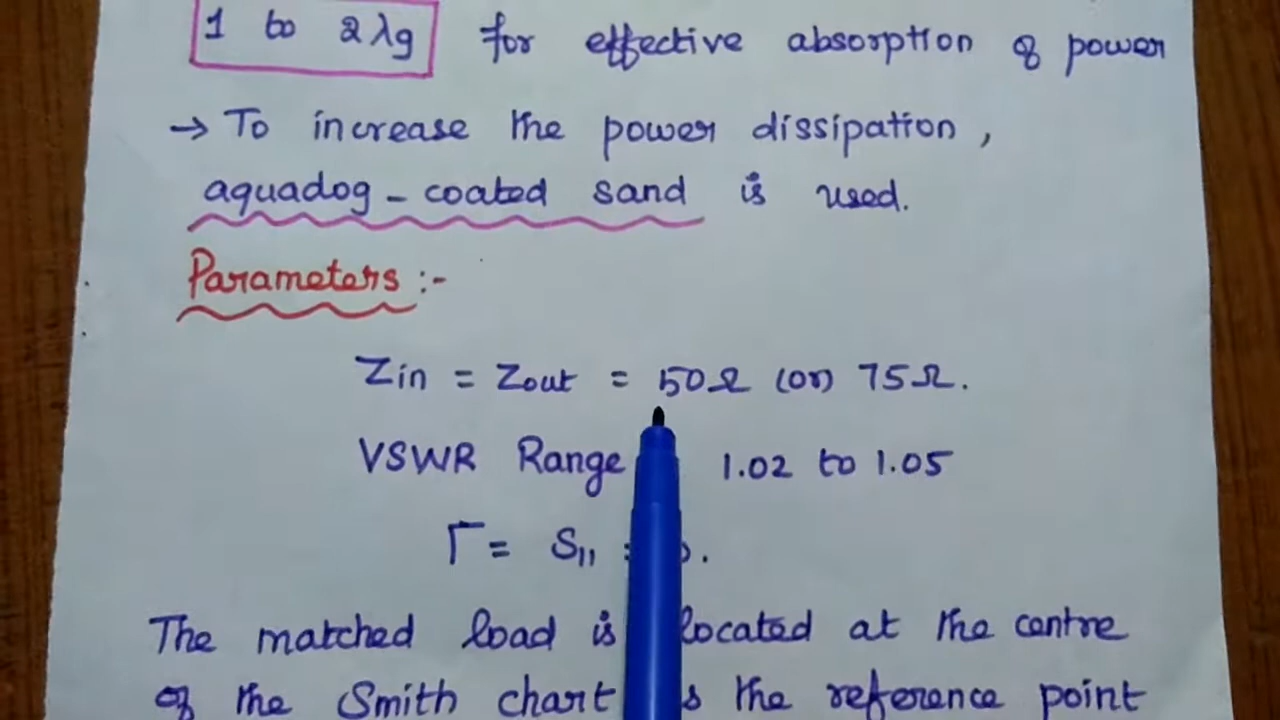 1 to 2λg for effective absorption of power
→ To increase the power dissipation,
aquadog - coated sand is used.
Parameters :-
Zin = Zout = 50Ω (or) 75Ω.
VSWR Range 1.02 to 1.05
Γ = S11 =
The matched load is located at the centre
of the Smith chart the reference point